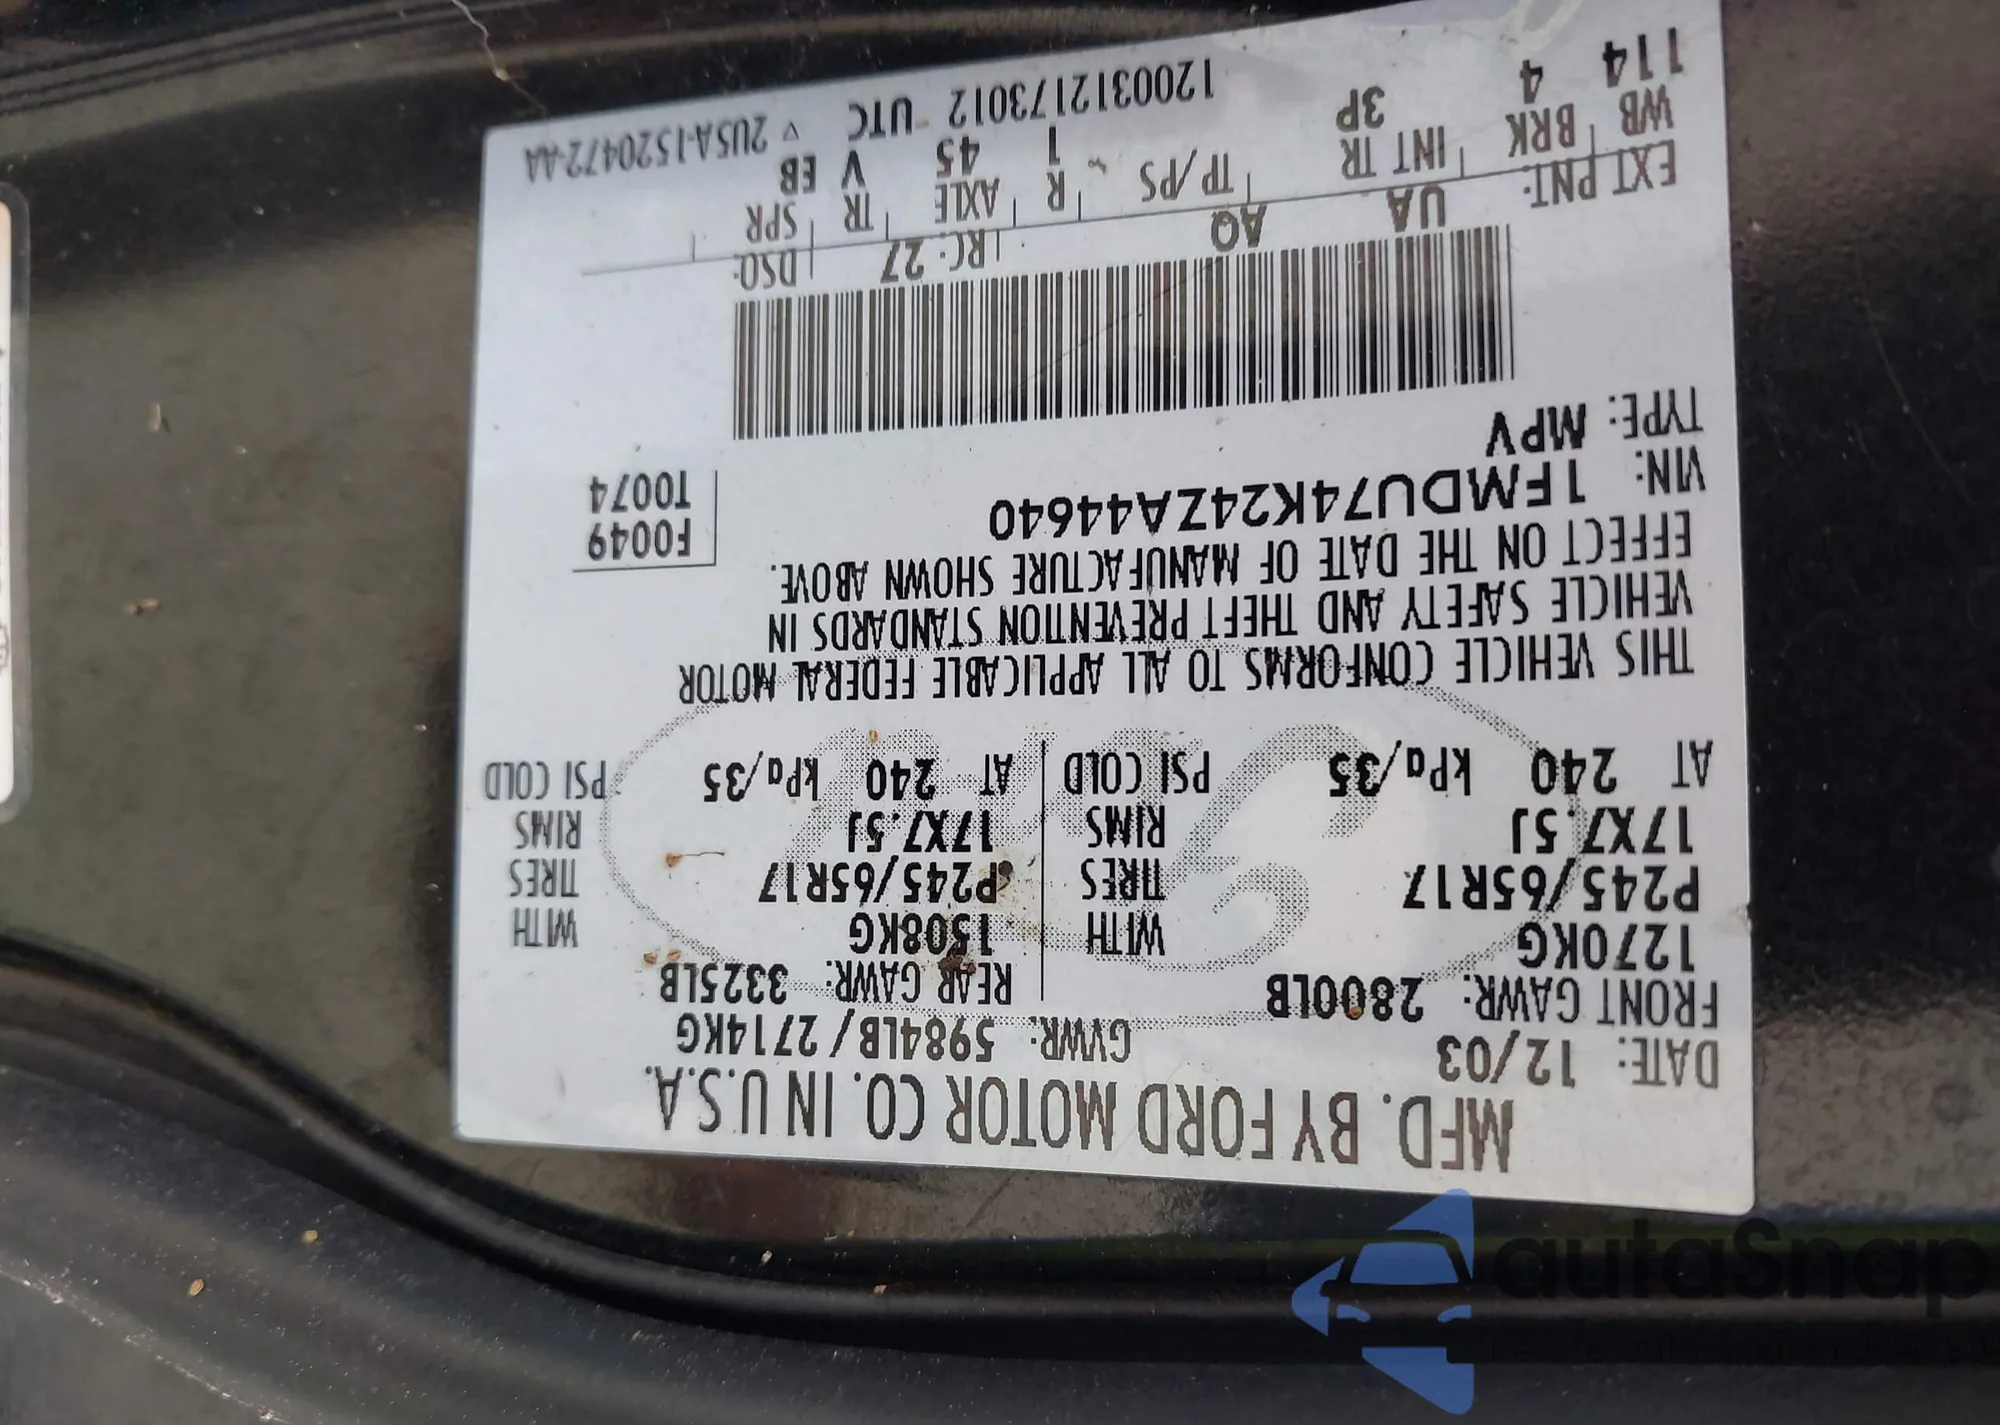 MFD. BY FORD MOTOR CO. IN U.S.A.
DATE: 12/03 GVWR: 5984LB/2714KG
FRONT GAWR: 2800LB REAR GAWR: 3325LB
1270KG WITH 1508KG WITH
P245/65R17 TIRES P245/65R17 TIRES
17X7.5J RIMS 17X7.5J RIMS
AT 240 kPa/35 PSI COLD AT 240 kPa/35 PSI COLD
THIS VEHICLE CONFORMS TO ALL APPLICABLE FEDERAL MOTOR
VEHICLE SAFETY AND THEFT PREVENTION STANDARDS IN
EFFECT ON THE DATE OF MANUFACTURE SHOWN ABOVE.
VIN: 1FMDU74K24ZA44640 F0049
TYPE: MPV T0074
EXT PNT: UA AQ RC: 27 DSO:
WB BRK INT TR TP/PS R AXLE TR SPR
114 4 3P 1 45 V EB
1200312173012 UTC V 2U5A-1520472-AA
autaSnap